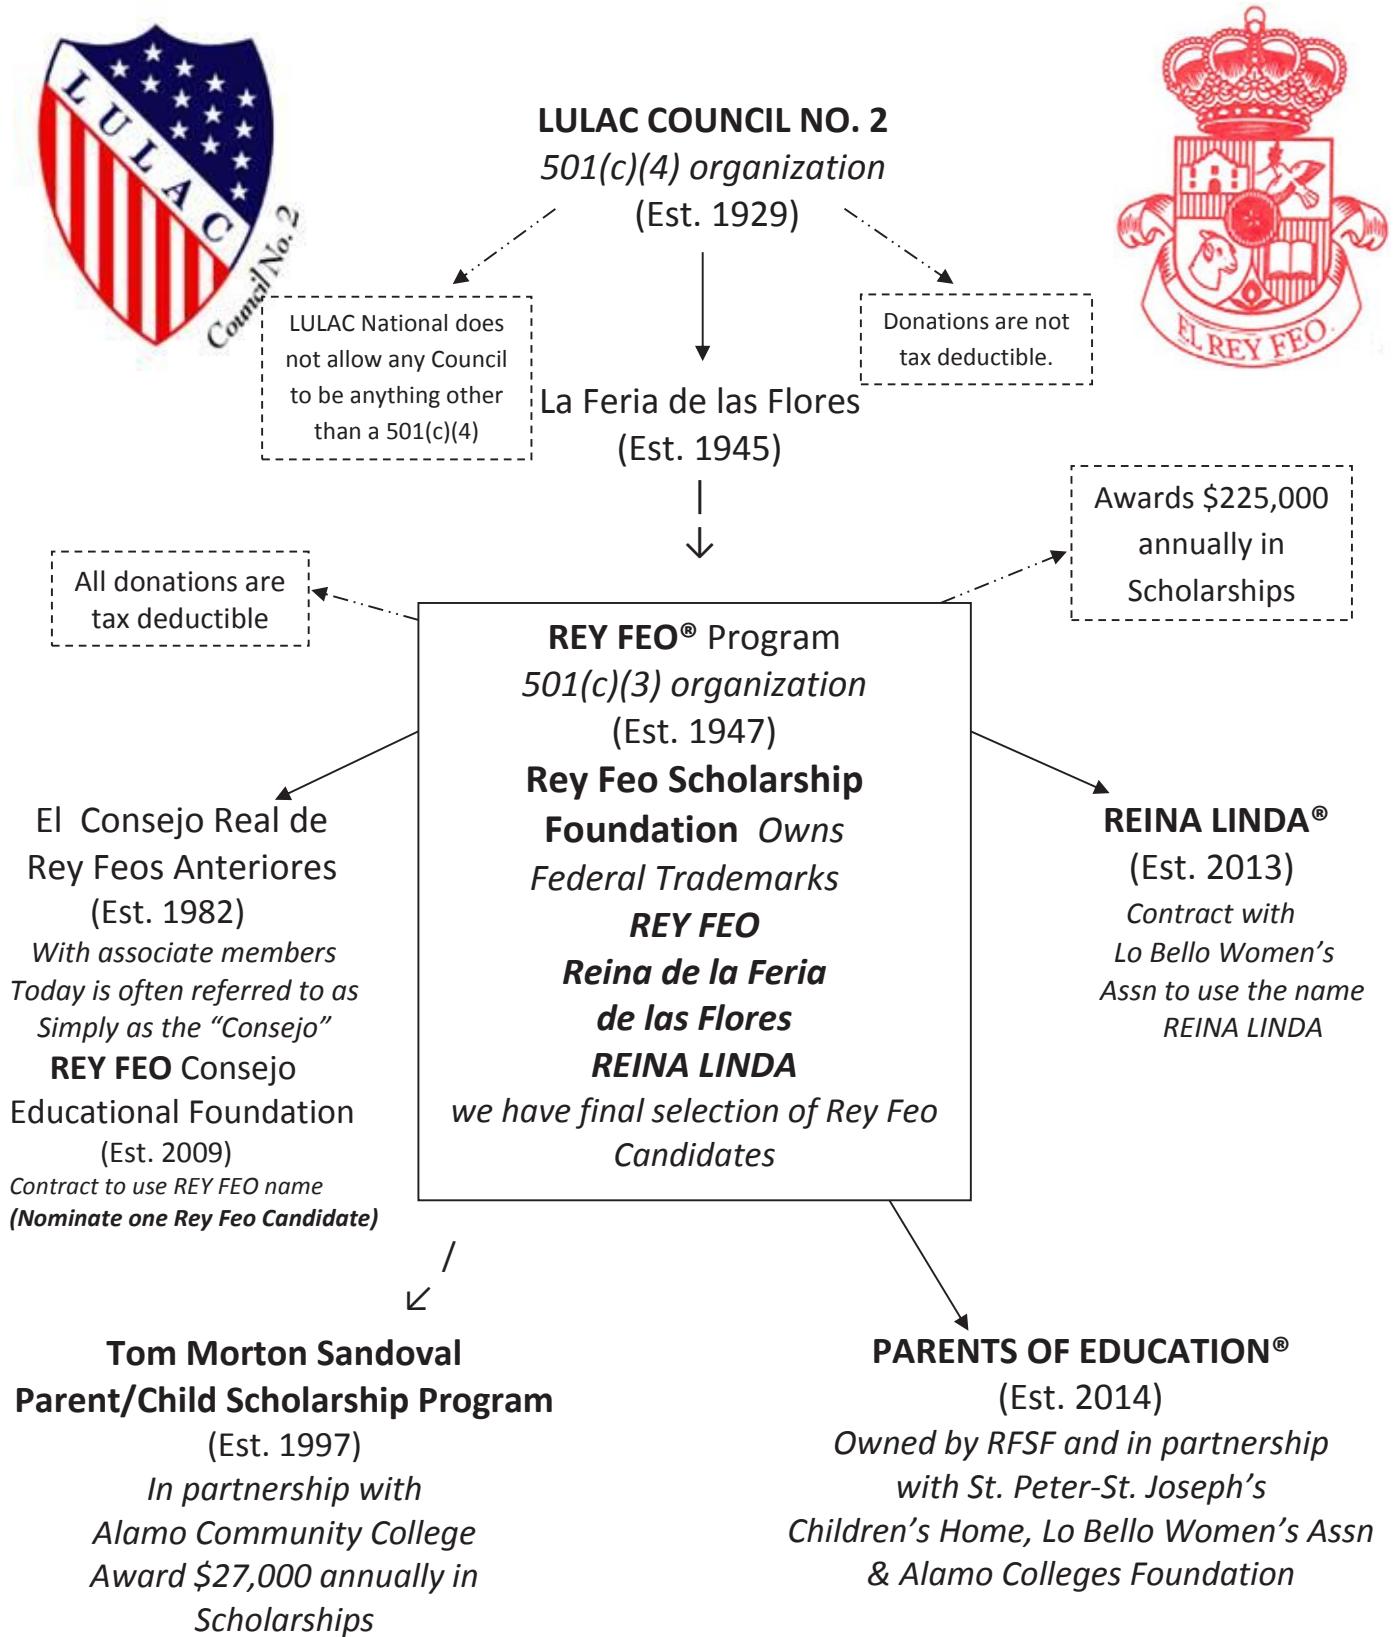 LULAC
Council No. 2
LULAC COUNCIL NO. 2
501(c)(4) organization
(Est. 1929)
EL REY FEO.
LULAC National does
not allow any Council
to be anything other
than a 501(c)(4)
Donations are not
tax deductible.
La Feria de las Flores
(Est. 1945)
Awards $225,000
annually in
Scholarships
All donations are
tax deductible
REY FEO® Program
501(c)(3) organization
(Est. 1947)
Rey Feo Scholarship
Foundation Owns
Federal Trademarks
REY FEO
Reina de la Feria
de las Flores
REINA LINDA
we have final selection of Rey Feo
Candidates
El Consejo Real de
Rey Feos Anteriores
(Est. 1982)
With associate members
Today is often referred to as
Simply as the “Consejo”
REY FEO Consejo
Educational Foundation
(Est. 2009)
Contract to use REY FEO name
(Nominate one Rey Feo Candidate)
REINA LINDA®
(Est. 2013)
Contract with
Lo Bello Women’s
Assn to use the name
REINA LINDA
Tom Morton Sandoval
Parent/Child Scholarship Program
(Est. 1997)
In partnership with
Alamo Community College
Award $27,000 annually in
Scholarships
PARENTS OF EDUCATION®
(Est. 2014)
Owned by RFSF and in partnership
with St. Peter-St. Joseph’s
Children’s Home, Lo Bello Women’s Assn
& Alamo Colleges Foundation